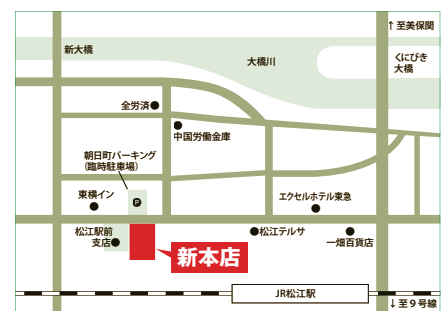 ↑至美保関
新大橋
大橋川
くにびき
大橋
全労済
中国労働金庫
朝日町パーキング
(臨時駐車場)
P
東横イン
エクセルホテル東急
松江駅前
支店
松江テルサ
一畑百貨店
新本店
JR松江駅
↓至９号線